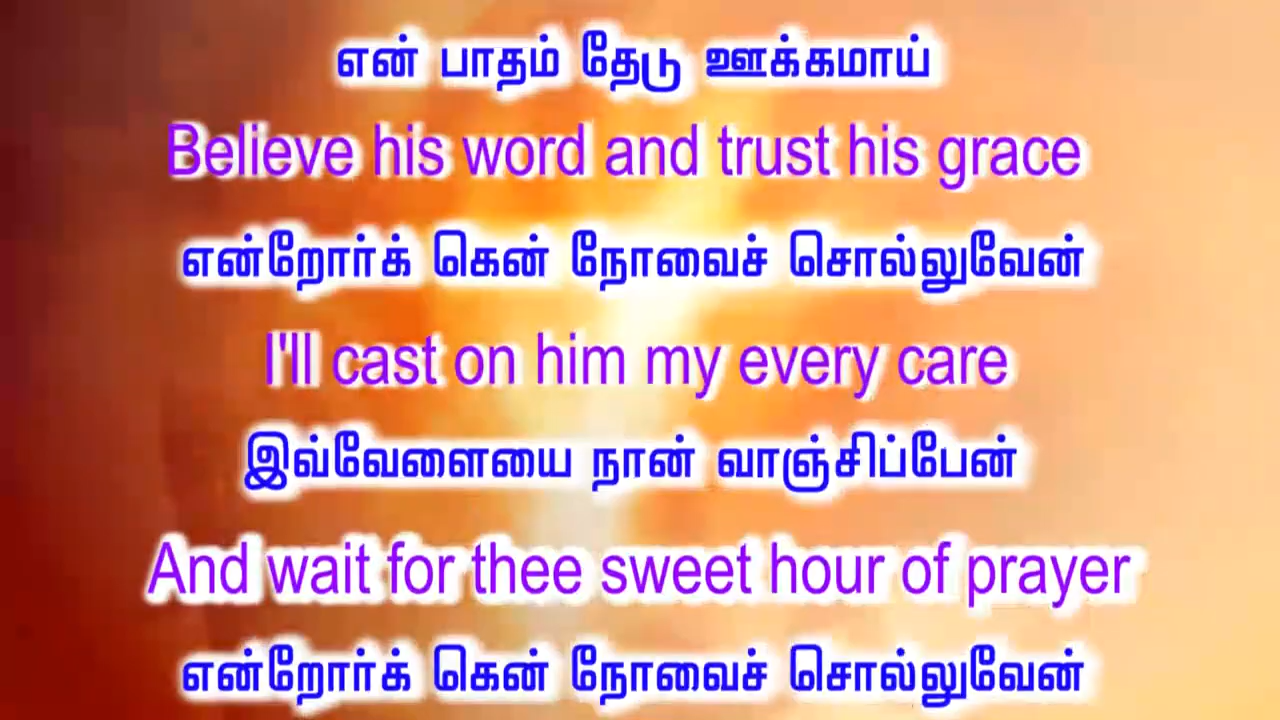 என் பாதம் தேடு ஊக்கமாய்
Believe his word and trust his grace
என்றோர்க் கென் நோவைச் சொல்லுவேன்
I'll cast on him my every care
இவ்வேளையை நான் வாஞ்சிப்பேன்
And wait for thee sweet hour of prayer
என்றோர்க் கென் நோவைச் சொல்லுவேன்